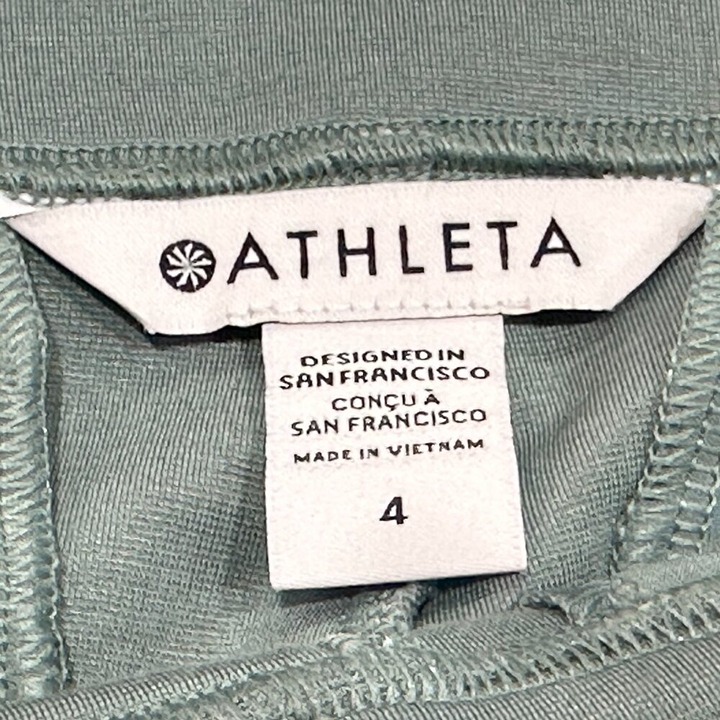 ATHLETA
DESIGNED IN
SAN FRANCISCO
CONÇU À
SAN FRANCISCO
MADE IN VIETNAM
4